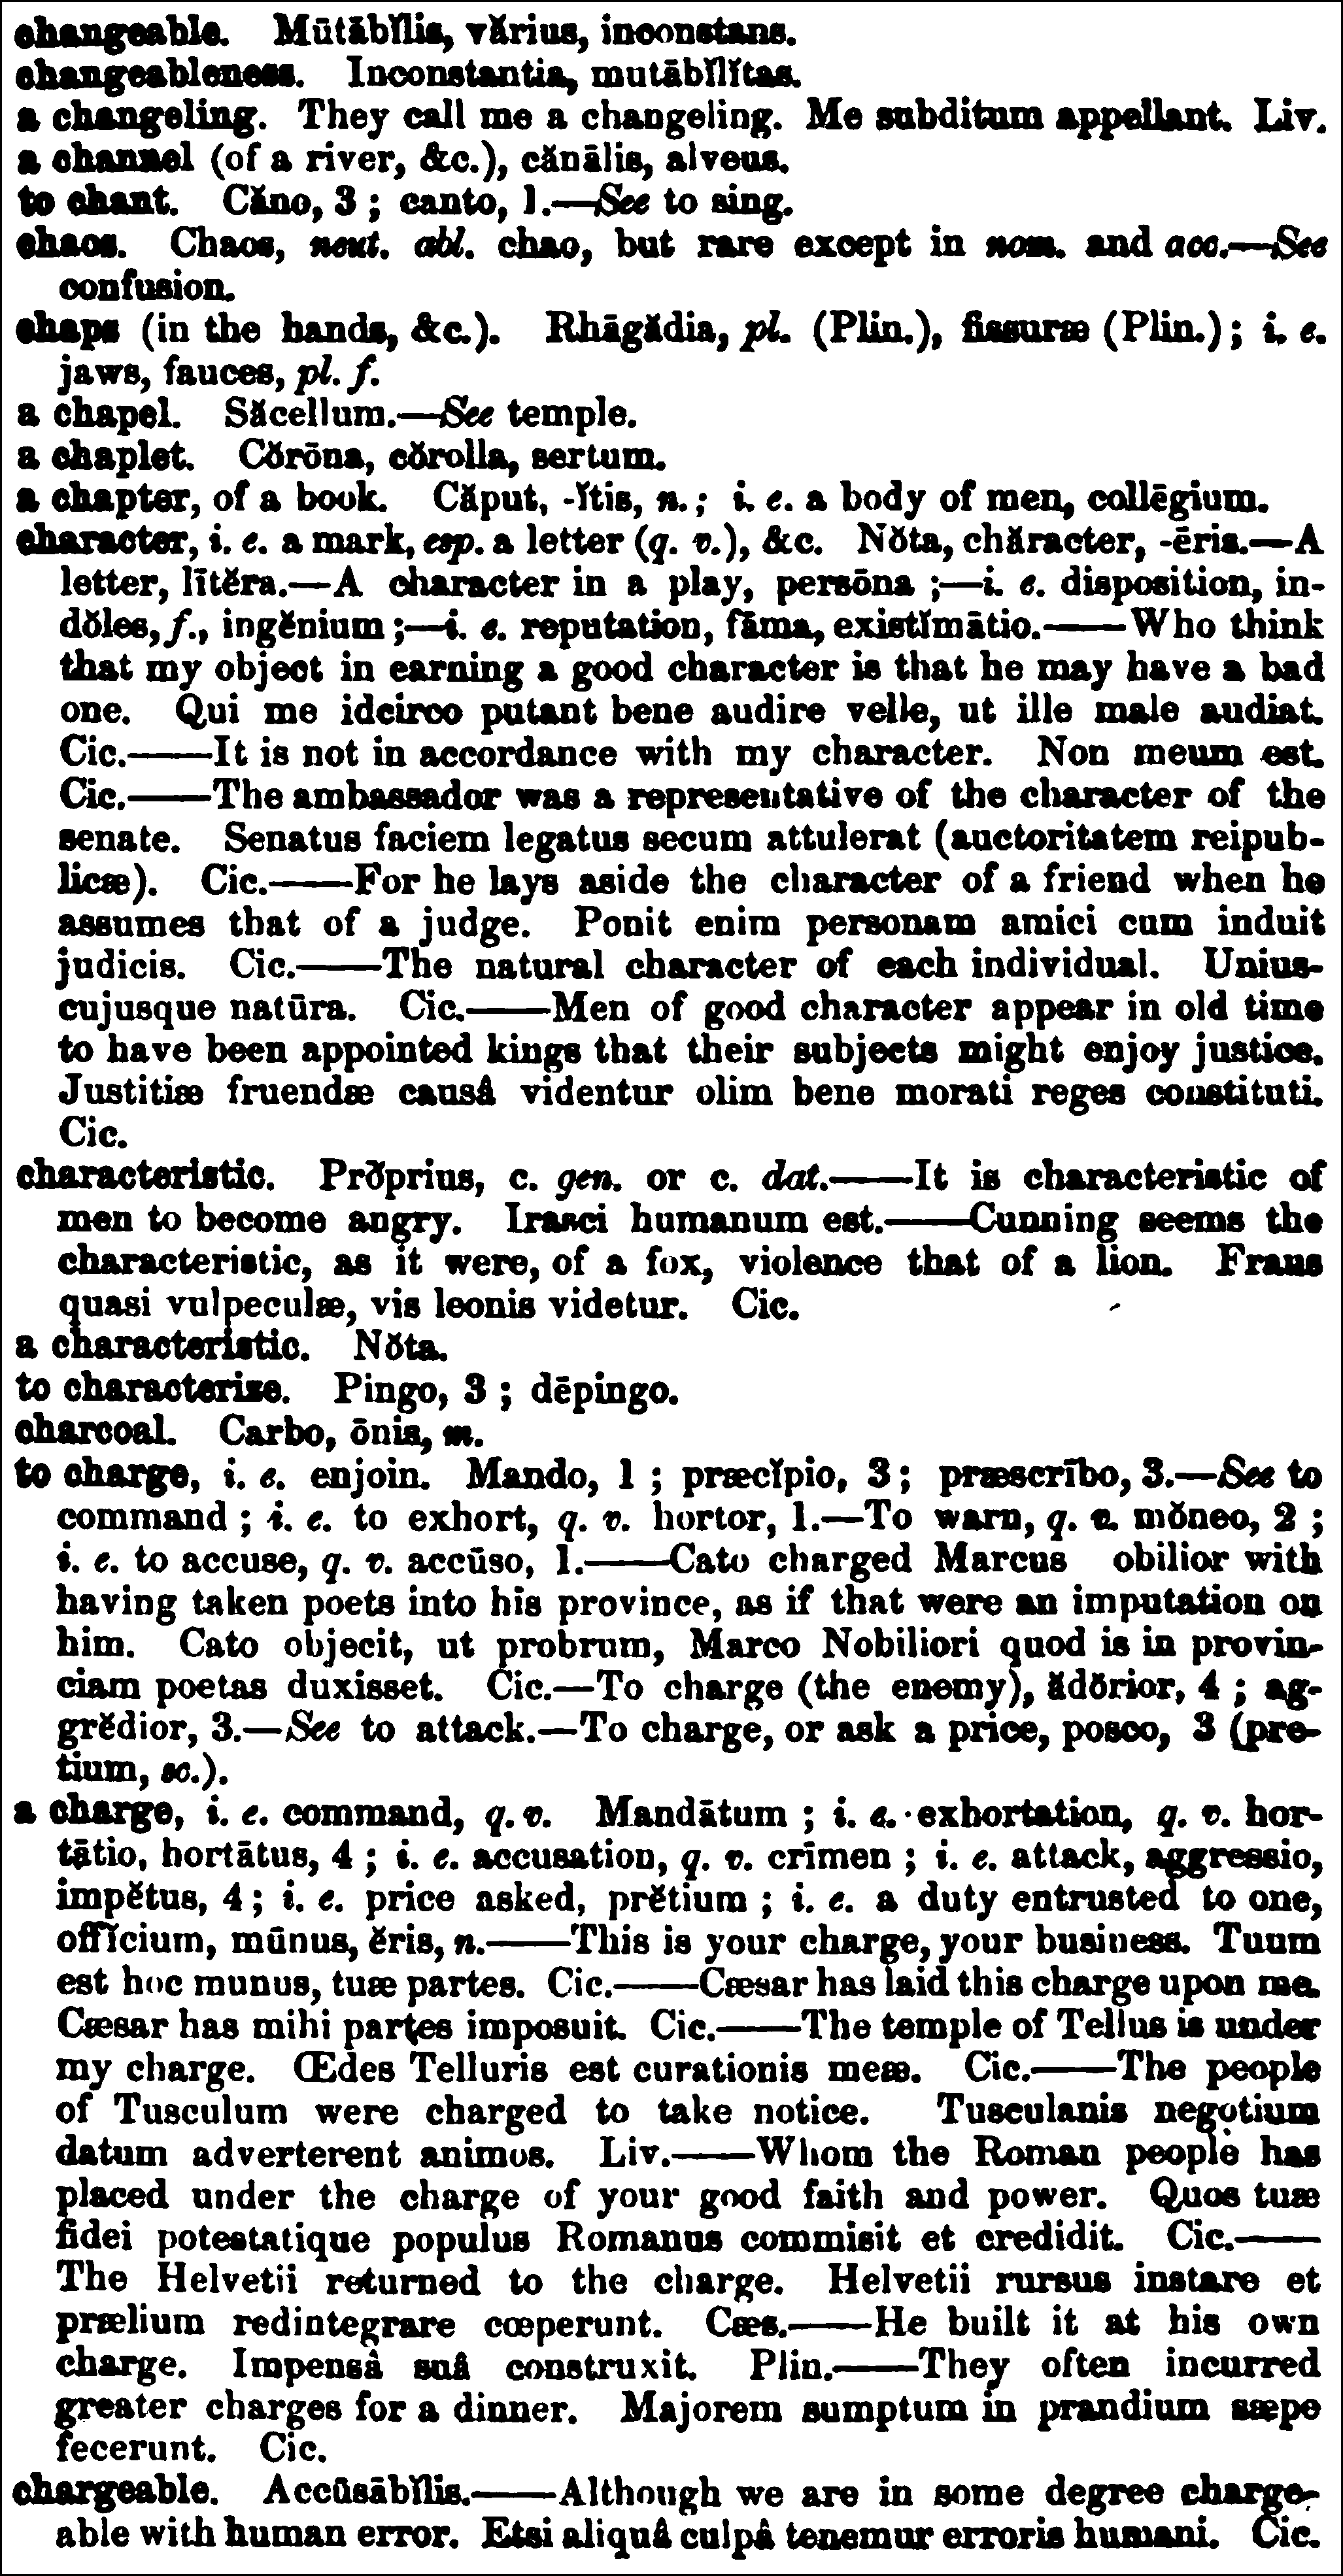 changeable. Mūtābĭlis, vărius, inconstans.
changeableness. Inconstantia, mutābĭlĭtas.
a changeling. They call me a changeling. Me subditum appellant. Liv.
a channel (of a river, &c.), cănālis, alveus.
to chant. Căno, 3 ; canto, 1.—See to sing.
chaos. Chaos, neut. abl. chao, but rare except in nom. and acc.—See
confusion.
chaps (in the hands, &c.). Rhāgădia, pl. (Plin.), fissuræ (Plin.) ; i. e.
jaws, fauces, pl. f.
a chapel. Săcellum.—See temple.
a chaplet. Cŏrōna, cŏrolla, sertum.
a chapter, of a book. Căput, -ĭtis, n. ; i. e. a body of men, collēgium.
character, i. e. a mark, esp. a letter (q. v.), &c. Nŏta, chăracter, -ēris.—A
letter, lītĕra.—A character in a play, persōna ;—i. e. disposition, in-
dŏles, f., ingĕnium ;—i. e. reputation, fāma, existĭmātio.——Who think
that my object in earning a good character is that he may have a bad
one. Qui me idcirco putant bene audire velle, ut ille male audiat.
Cic.——It is not in accordance with my character. Non meum est.
Cic.——The ambassador was a representative of the character of the
senate. Senatus faciem legatus secum attulerat (auctoritatem reipub-
licæ). Cic.——For he lays aside the character of a friend when he
assumes that of a judge. Ponit enim personam amici cum induit
judicis. Cic.——The natural character of each individual. Unius-
cujusque natūra. Cic.——Men of good character appear in old time
to have been appointed kings that their subjects might enjoy justice.
Justitiæ fruendæ causâ videntur olim bene morati reges constituti.
Cic.
characteristic. Prŏprius, c. gen. or c. dat.——It is characteristic of
men to become angry. Irasci humanum est.——Cunning seems the
characteristic, as it were, of a fox, violence that of a lion. Fraus
quasi vulpeculæ, vis leonis videtur. Cic.
a characteristic. Nŏta.
to characterize. Pingo, 3 ; dēpingo.
charcoal. Carbo, ōnis, m.
to charge, i. e. enjoin. Mando, 1 ; præcĭpio, 3 ; præscrībo, 3.—See to
command ; i. e. to exhort, q. v. hortor, 1.—To warn, q. v. mŏneo, 2 ;
i. e. to accuse, q. v. accūso, 1.——Cato charged Marcus obilior with
having taken poets into his province, as if that were an imputation on
him. Cato objecit, ut probrum, Marco Nobiliori quod is in provin-
ciam poetas duxisset. Cic.—To charge (the enemy), ădŏrior, 4 ; ag-
grĕdior, 3.—See to attack.—To charge, or ask a price, posco, 3 (pre-
tium, sc.).
a charge, i. e. command, q. v. Mandātum ; i. e. exhortation, q. v. hor-
tātio, hortātus, 4 ; i. e. accusation, q. v. crīmen ; i. e. attack, aggressio,
impĕtus, 4 ; i. e. price asked, prĕtium ; i. e. a duty entrusted to one,
offĭcium, mūnus, ĕris, n.——This is your charge, your business. Tuum
est hoc munus, tuæ partes. Cic.——Cæsar has laid this charge upon me.
Cæsar has mihi partes imposuit. Cic.——The temple of Tellus is under
my charge. Œdes Telluris est curationis meæ. Cic.——The people
of Tusculum were charged to take notice. Tusculanis negotium
datum adverterent animos. Liv.——Whom the Roman people has
placed under the charge of your good faith and power. Quos tuæ
fidei potestatique populus Romanus commisit et credidit. Cic.——
The Helvetii returned to the charge. Helvetii rursus instare et
prælium redintegrare cœperunt. Cæs.——He built it at his own
charge. Impensâ suâ construxit. Plin.——They often incurred
greater charges for a dinner. Majorem sumptum in prandium sæpe
fecerunt. Cic.
chargeable. Accūsābĭlis.——Although we are in some degree charge-
able with human error. Etsi aliquâ culpâ tenemur erroris humani. Cic.